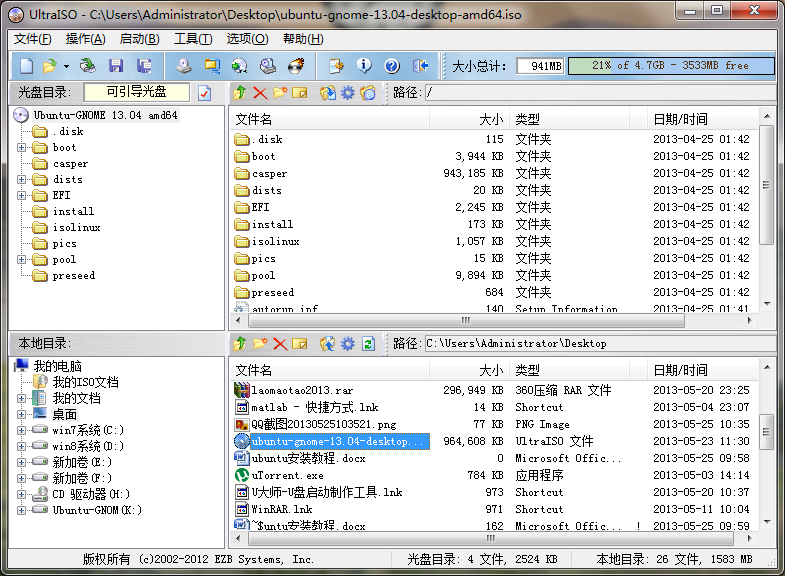 UltraISO - C:\Users\Administrator\Desktop\ubuntu-gnome-13.04-desktop-amd64.iso
文件(F) 操作(A) 启动(B) 工具(T) 选项(O) 帮助(H)
大小总计: 941MB 21% of 4.7GB - 3533MB free
光盘目录: 可引导光盘 路径: /
Ubuntu-GNOME 13.04 amd64
.disk
boot
casper
dists
EFI
install
isolinux
pics
pool
preseed
文件名 大小 类型 日期/时间
.disk 115 文件夹 2013-04-25 01:42
boot 3,944 KB 文件夹 2013-04-25 01:42
casper 943,185 KB 文件夹 2013-04-25 01:42
dists 20 KB 文件夹 2013-04-25 01:42
EFI 2,245 KB 文件夹 2013-04-25 01:42
install 173 KB 文件夹 2013-04-25 01:42
isolinux 1,057 KB 文件夹 2013-04-25 01:42
pics 15 KB 文件夹 2013-04-25 01:42
pool 9,894 KB 文件夹 2013-04-25 01:42
preseed 684 文件夹 2013-04-25 01:42
autorun.inf 140 Setup Information 2013-04-25 01:41
本地目录: 路径: C:\Users\Administrator\Desktop
我的电脑
我的ISO文档
我的文档
桌面
win7系统(C:)
win8系统(D:)
新加卷(E:)
新加卷(F:)
CD 驱动器(H:)
Ubuntu-GNOM(K:)
文件名 大小 类型 日期/时间
laomaotao2013.rar 296,949 KB 360压缩 RAR 文件 2013-05-20 23:25
matlab - 快捷方式.lnk 14 KB Shortcut 2013-05-04 23:07
QQ截图20130525103521.png 77 KB PNG Image 2013-05-25 10:35
ubuntu-gnome-13.04-desktop... 964,608 KB UltraISO 文件 2013-05-23 11:30
ubuntu安装教程.docx 0 Microsoft Offic... 2013-05-25 09:58
uTorrent.exe 784 KB 应用程序 2013-05-03 14:14
U大师-U盘启动制作工具.lnk 973 Shortcut 2013-05-20 10:37
WinRAR.lnk 971 Shortcut 2013-05-11 10:04
~$untu安装教程.docx 162 Microsoft Offic... ! 2013-05-25 09:59
版权所有 (c)2002-2012 EZB Systems, Inc. 光盘目录: 4 文件, 2524 KB 本地目录: 26 文件, 1583 MB